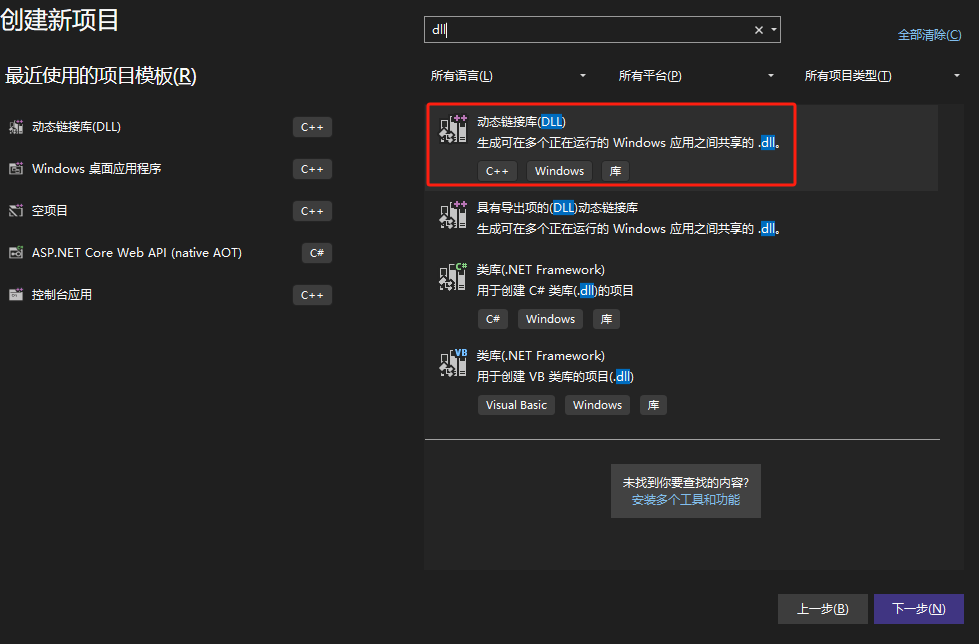 创建新项目
最近使用的项目模板(R)
动态链接库(DLL)
C++
Windows 桌面应用程序
C++
空项目
C++
ASP.NET Core Web API (native AOT)
C#
控制台应用
C++
dll
全部清除(C)
所有语言(L)
所有平台(P)
所有项目类型(T)
动态链接库(DLL)
生成可在多个正在运行的 Windows 应用之间共享的 .dll。
C++ Windows 库
具有导出项的(DLL)动态链接库
生成可在多个正在运行的 Windows 应用之间共享的 .dll。
类库(.NET Framework)
用于创建 C# 类库(.dll)的项目
C# Windows 库
类库(.NET Framework)
用于创建 VB 类库的项目(.dll)
Visual Basic Windows 库
未找到你要查找的内容?
安装多个工具和功能
上一步(B)
下一步(N)